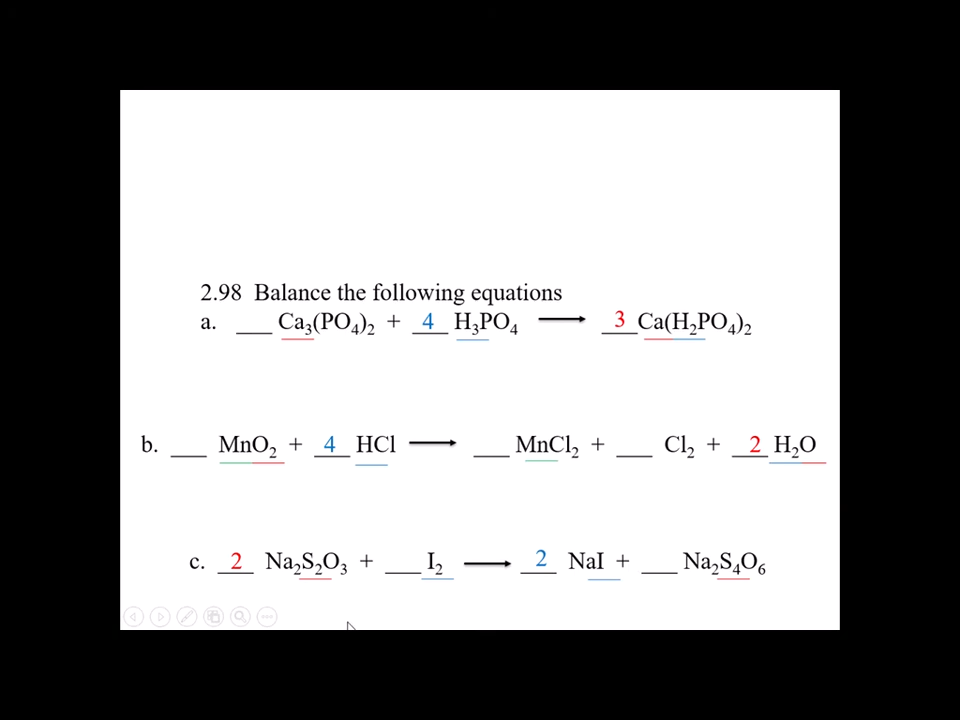 2.98 Balance the following equations
a. ___ Ca₃(PO₄)₂ + 4 H₃PO₄ ⟶ 3 Ca(H₂PO₄)₂
b. ___ MnO₂ + 4 HCl ⟶ ___ MnCl₂ + ___ Cl₂ + 2 H₂O
c. 2 Na₂S₂O₃ + ___ I₂ ⟶ 2 NaI + ___ Na₂S₄O₆